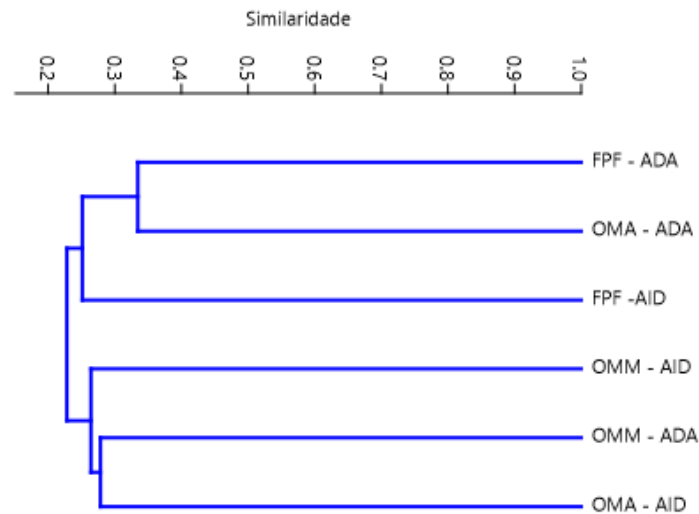 Similaridade
0.2 0.3 0.4 0.5 0.6 0.7 0.8 0.9 1.0
FPF - ADA
OMA - ADA
FPF -AID
OMM - AID
OMM - ADA
OMA - AID